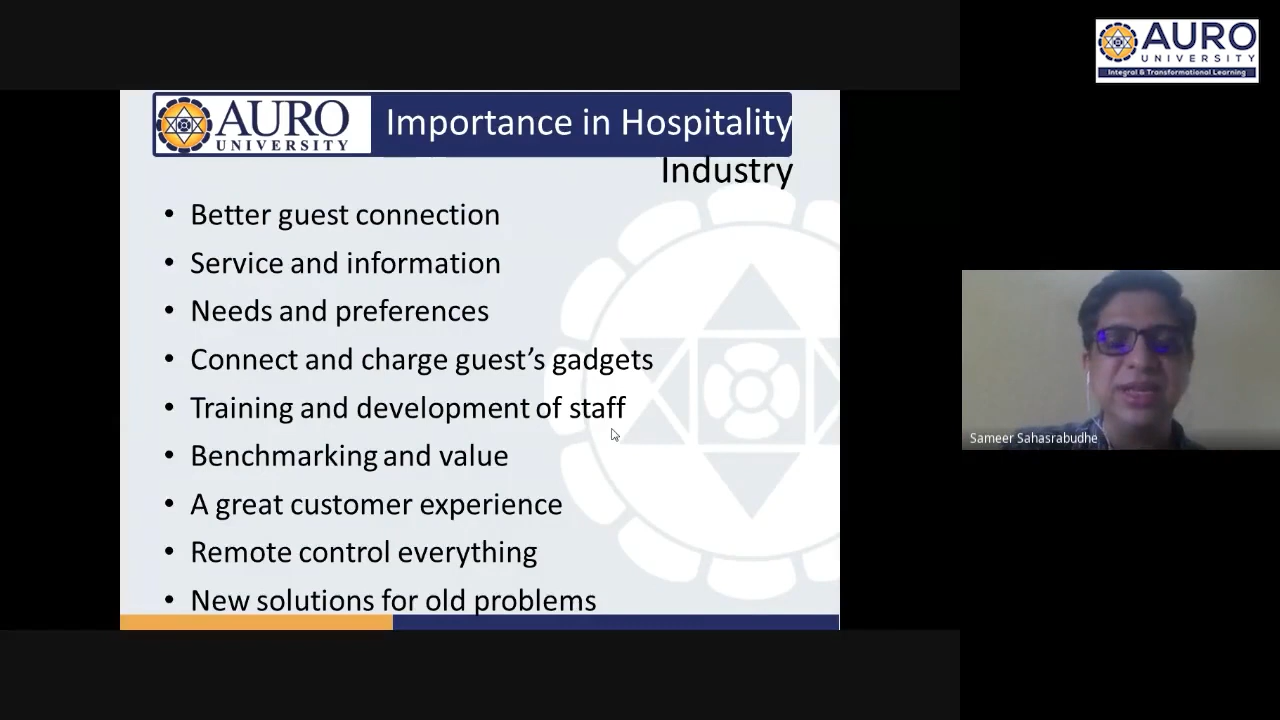 AURO
UNIVERSITY
Integral & Transformational Learning
AURO
UNIVERSITY
Importance in Hospitality
Industry
• Better guest connection
• Service and information
• Needs and preferences
• Connect and charge guest’s gadgets
• Training and development of staff
• Benchmarking and value
• A great customer experience
• Remote control everything
• New solutions for old problems
Sameer Sahasrabudhe